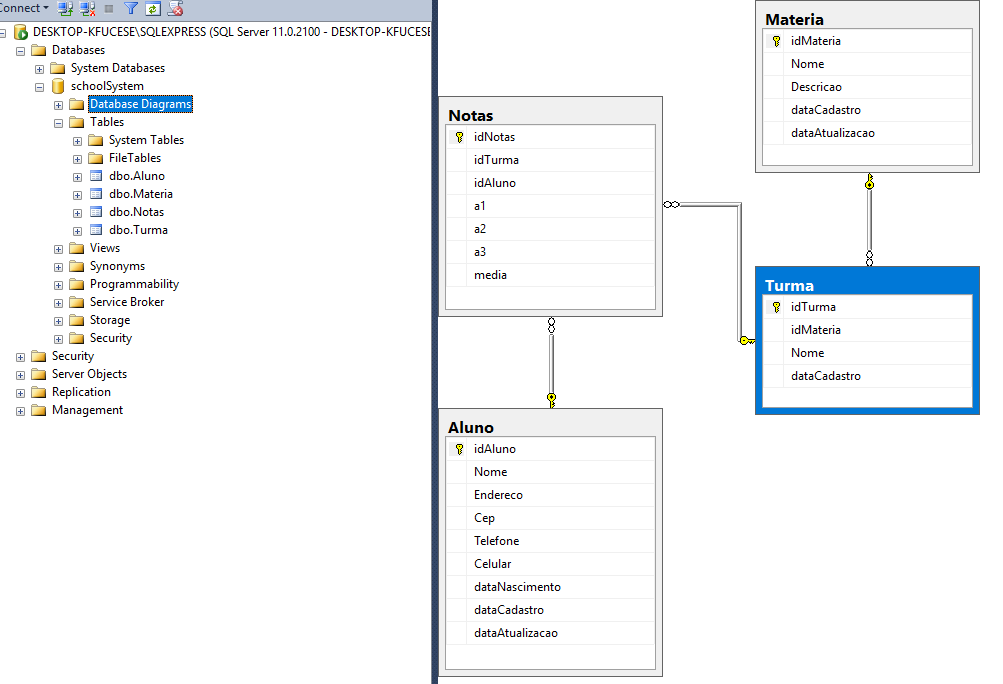 Connect
DESKTOP-KFUCESE\SQLEXPRESS (SQL Server 11.0.2100 - DESKTOP-KFUCESE
Databases
System Databases
schoolSystem
Database Diagrams
Tables
System Tables
FileTables
dbo.Aluno
dbo.Materia
dbo.Notas
dbo.Turma
Views
Synonyms
Programmability
Service Broker
Storage
Security
Security
Server Objects
Replication
Management
Notas
idNotas
idTurma
idAluno
a1
a2
a3
media
Aluno
idAluno
Nome
Endereco
Cep
Telefone
Celular
dataNascimento
dataCadastro
dataAtualizacao
Materia
idMateria
Nome
Descricao
dataCadastro
dataAtualizacao
Turma
idTurma
idMateria
Nome
dataCadastro